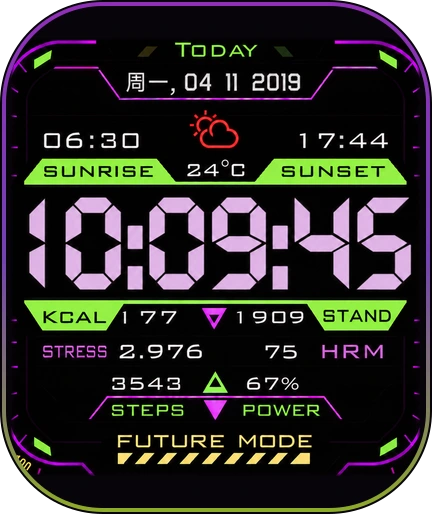 TODAY
周一, 04 11 2019
06:30 17:44
SUNRISE 24°C SUNSET
10:09:45
KCAL 177 1909 STAND
STRESS 2.976 75 HRM
3543 67%
STEPS POWER
FUTURE MODE
100